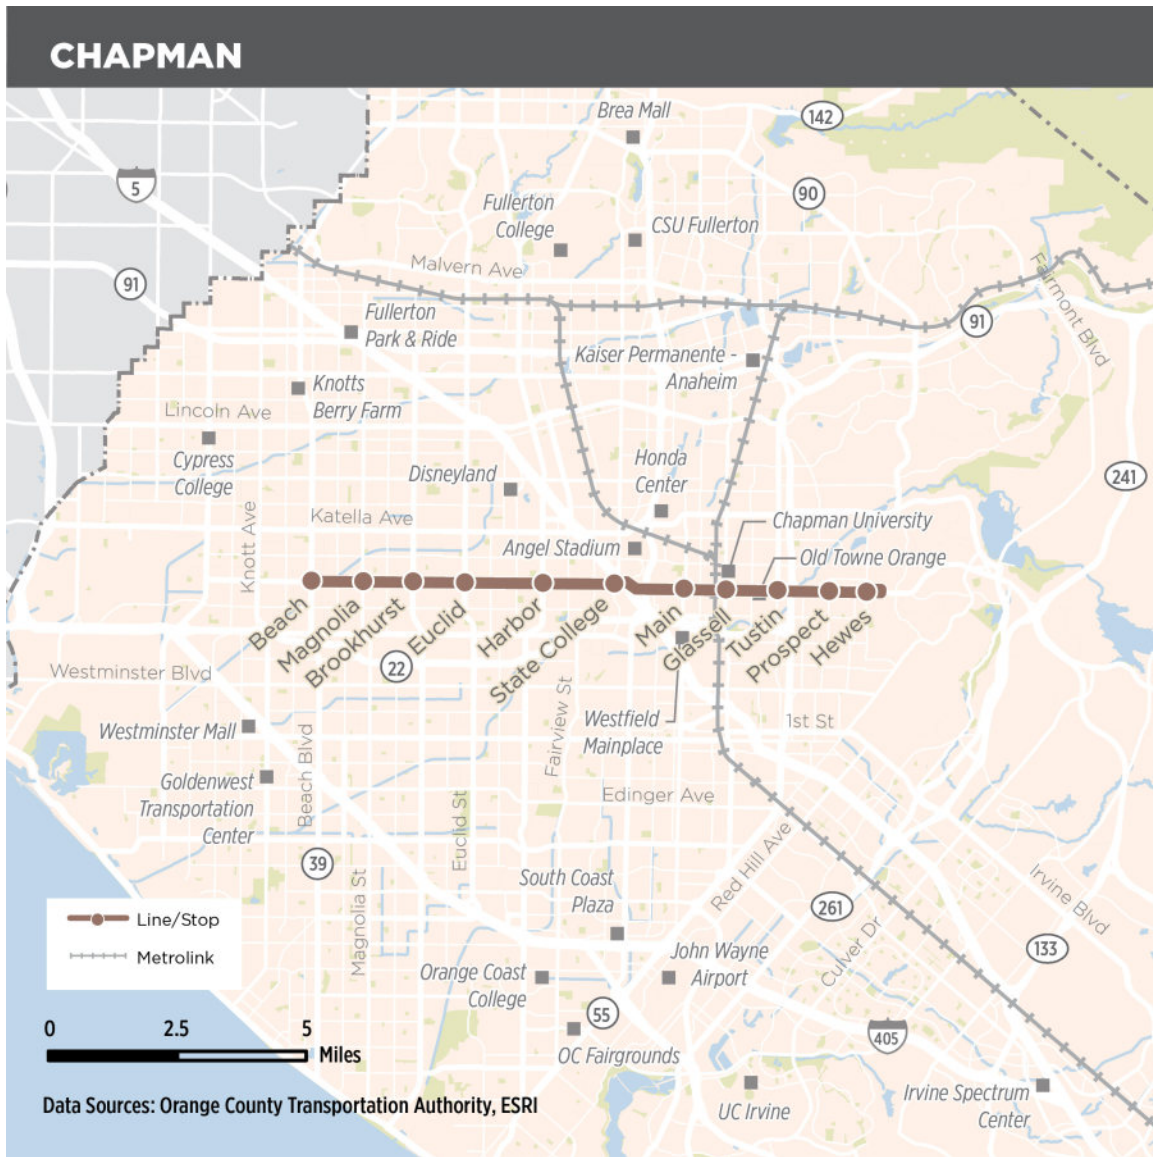 CHAPMAN
Brea Mall
142
5
90
Fullerton
College
CSU Fullerton
Malvern Ave
91
Fairmont Blvd
Fullerton
Park & Ride
91
Kaiser Permanente -
Anaheim
Knotts
Berry Farm
Lincoln Ave
Cypress
College
Honda
Center
Disneyland
241
Knott Ave
Katella Ave
Chapman University
Angel Stadium
Old Towne Orange
Beach
Magnolia
Brookhurst
Euclid
Harbor
State College
Main
Glassell
Tustin
Prospect
Hewes
22
Westminster Blvd
Fairview St
Westfield
Mainplace
1st St
Westminster Mall
Beach Blvd
Goldenwest
Transportation
Center
Edinger Ave
Euclid St
Red Hill Ave
39
Magnolia St
South Coast
Plaza
261
Irvine Blvd
Culver Dr
133
Line/Stop
Metrolink
John Wayne
Airport
Orange Coast
College
55
405
0
2.5
5
Miles
OC Fairgrounds
UC Irvine
Irvine Spectrum
Center
Data Sources: Orange County Transportation Authority, ESRI